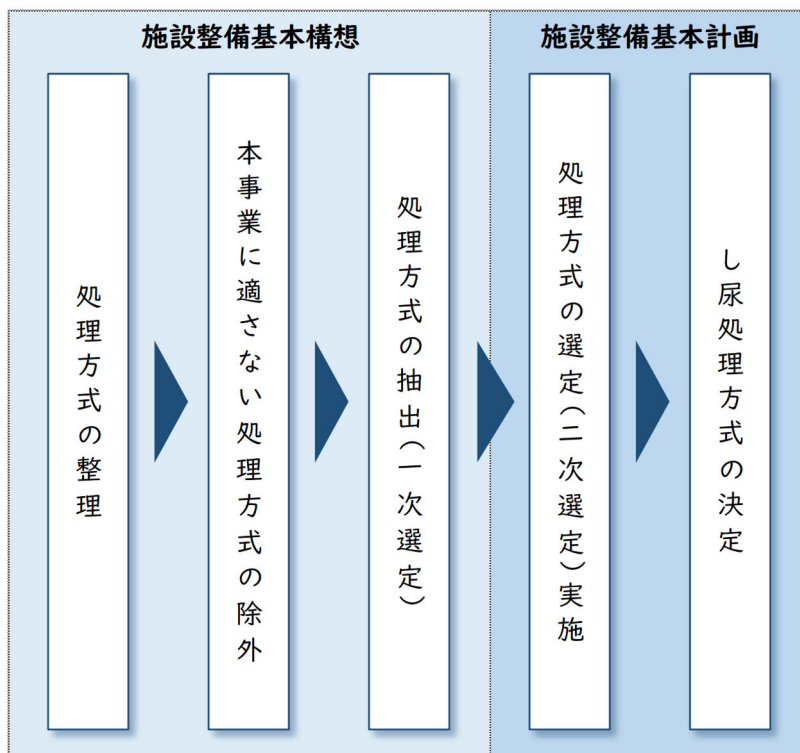 施設整備基本構想
処理方式の整理
本事業に適さない処理方式の除外
処理方式の抽出(一次選定)
施設整備基本計画
処理方式の選定(二次選定)実施
し尿処理方式の決定